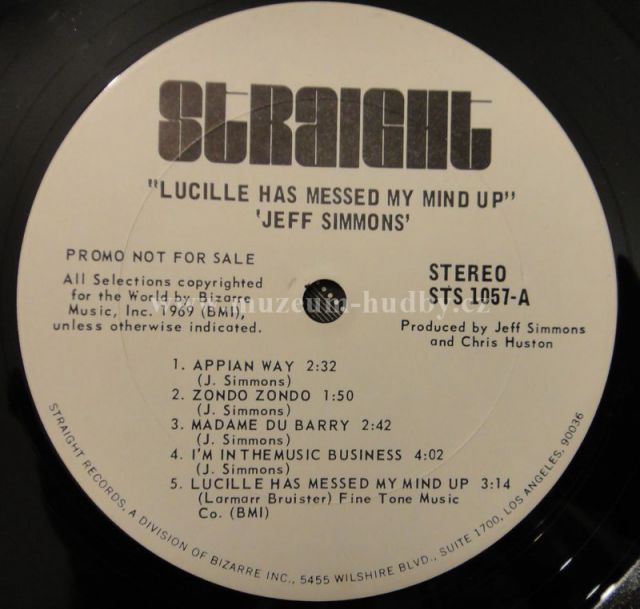 STRAIGHT
"LUCILLE HAS MESSED MY MIND UP"
'JEFF SIMMONS'
PROMO NOT FOR SALE
All Selections copyrighted
for the World by Bizarre
Music, Inc. 1969 (BMI),
unless otherwise indicated.
STEREO
STS 1057-A
Produced by Jeff Simmons
and Chris Huston
www.muzeum-hudby.cz
1. APPIAN WAY 2:32
(J. Simmons)
2. ZONDO ZONDO 1:50
(J. Simmons)
3. MADAME DU BARRY 2:42
(J. Simmons)
4. I'M IN THEMUSIC BUSINESS 4:02
(J. Simmons)
5. LUCILLE HAS MESSED MY MIND UP 3:14
(Larmarr Bruister) Fine Tone Music
Co. (BMI)
STRAIGHT RECORDS, A DIVISION OF BIZARRE INC., 5455 WILSHIRE BLVD., SUITE 1700, LOS ANGELES, 90036